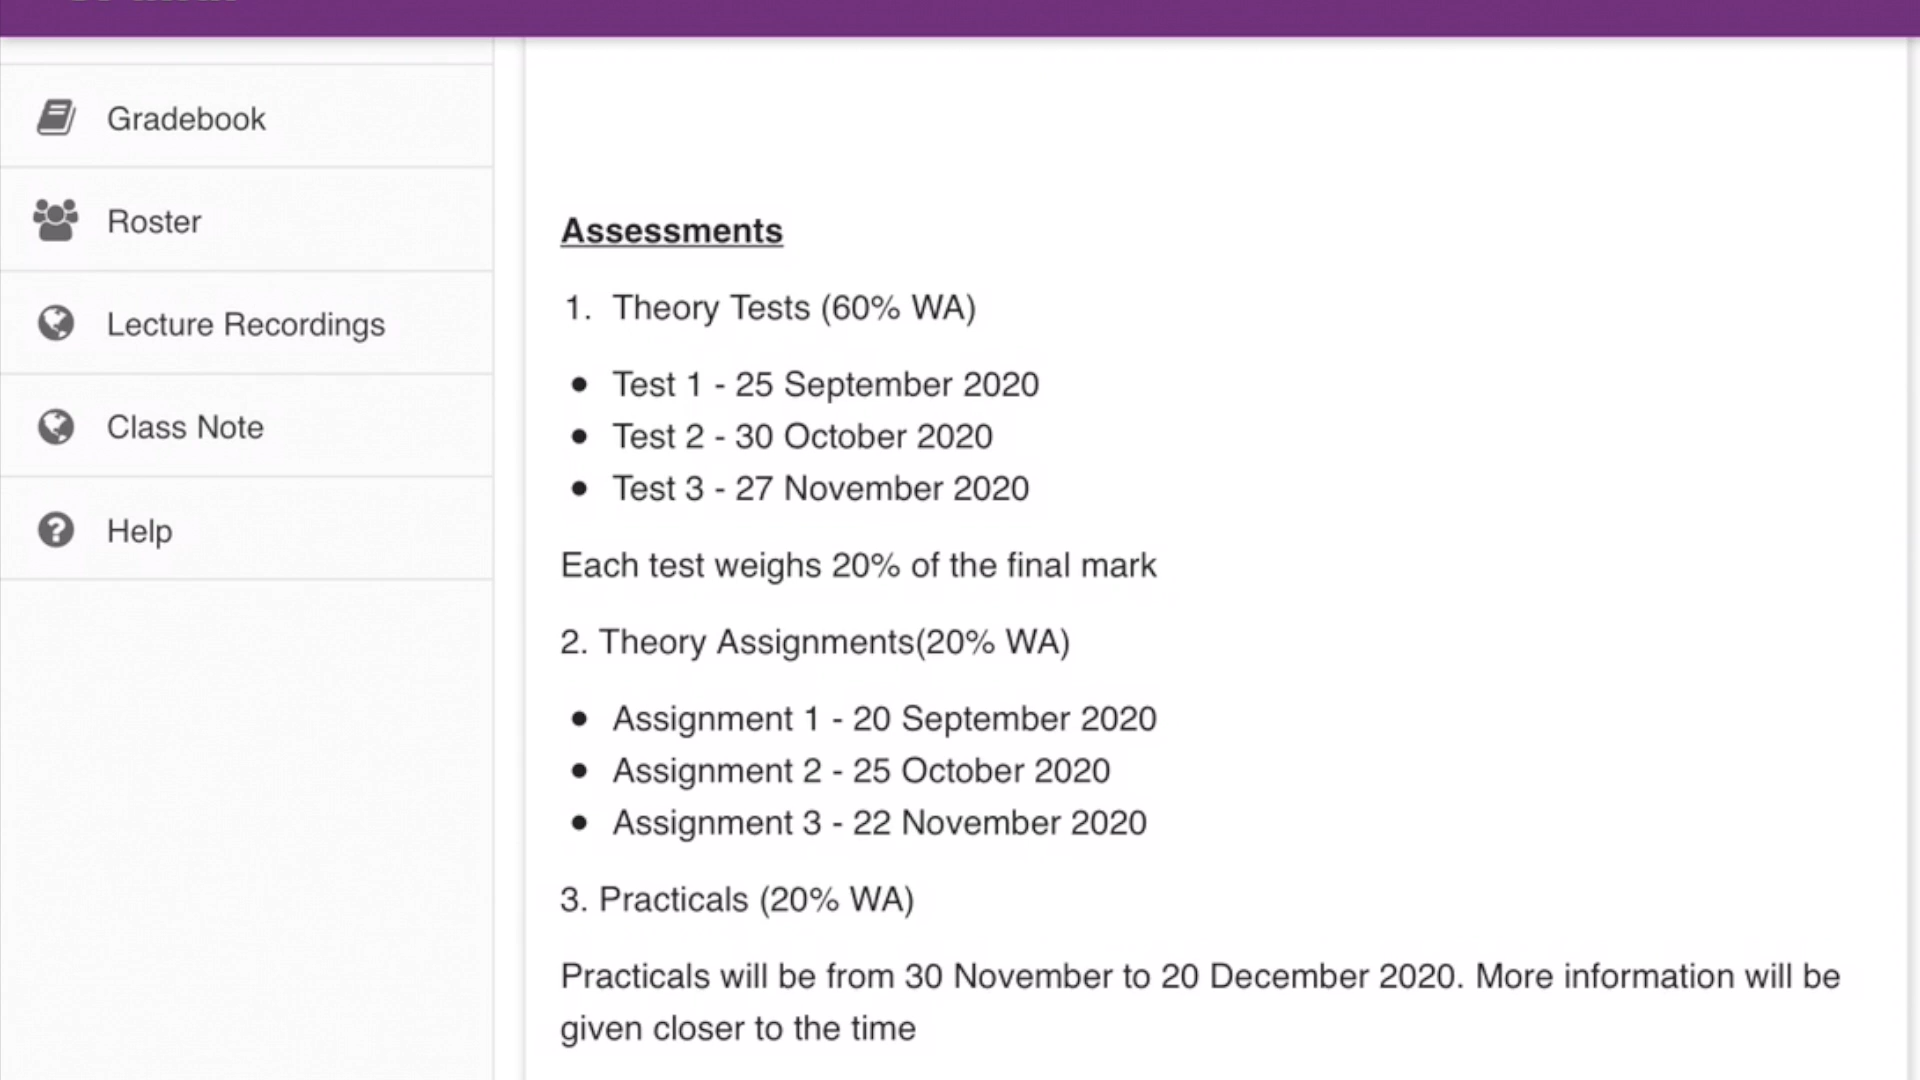 Gradebook
Roster
Lecture Recordings
Class Note
Help
Assessments
1. Theory Tests (60% WA)
● Test 1 - 25 September 2020
● Test 2 - 30 October 2020
● Test 3 - 27 November 2020
Each test weighs 20% of the final mark
2. Theory Assignments(20% WA)
● Assignment 1 - 20 September 2020
● Assignment 2 - 25 October 2020
● Assignment 3 - 22 November 2020
3. Practicals (20% WA)
Practicals will be from 30 November to 20 December 2020. More information will be
given closer to the time